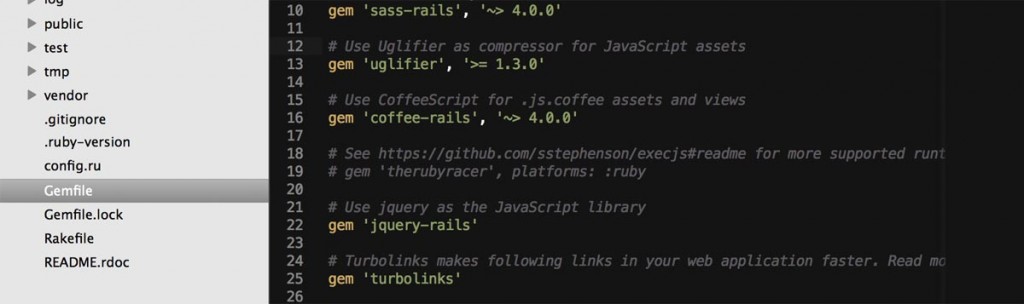 log
public
test
tmp
vendor
.gitignore
.ruby-version
config.ru
Gemfile
Gemfile.lock
Rakefile
README.rdoc
10 gem 'sass-rails', '~> 4.0.0'
11
12 # Use Uglifier as compressor for JavaScript assets
13 gem 'uglifier', '>= 1.3.0'
14
15 # Use CoffeeScript for .js.coffee assets and views
16 gem 'coffee-rails', '~> 4.0.0'
17
18 # See https://github.com/sstephenson/execjs#readme for more supported runt
19 # gem 'therubyracer', platforms: :ruby
20
21 # Use jquery as the JavaScript library
22 gem 'jquery-rails'
23
24 # Turbolinks makes following links in your web application faster. Read mo
25 gem 'turbolinks'
26